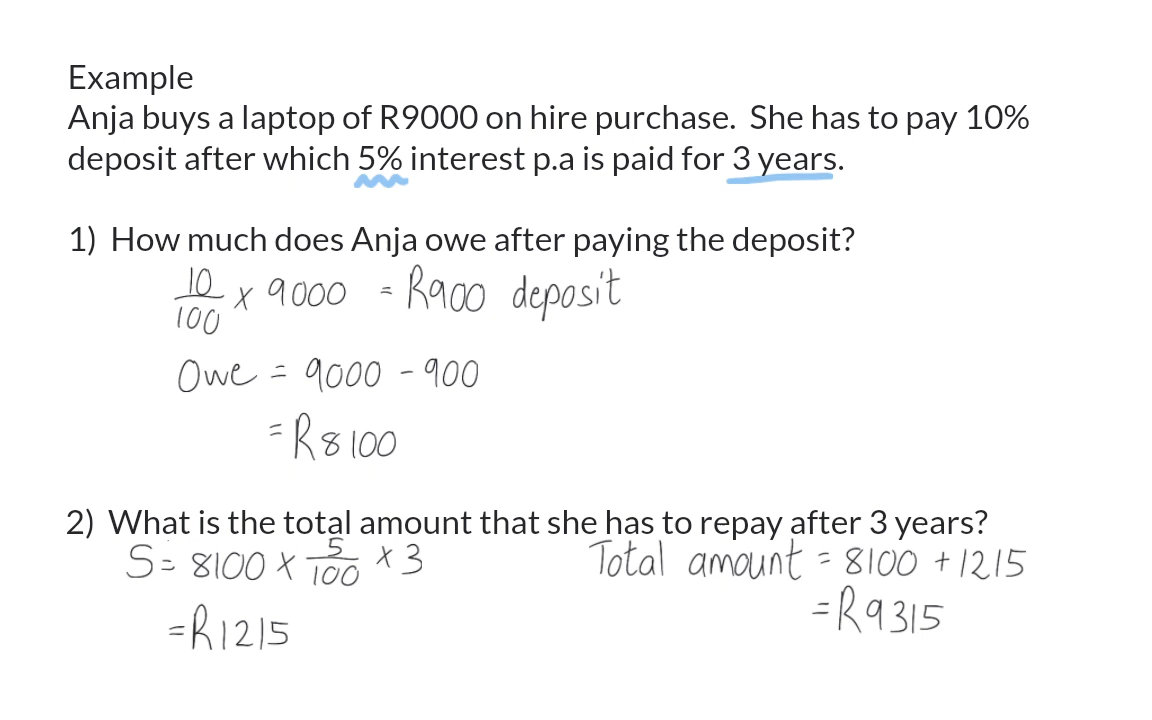 Example
Anja buys a laptop of R9000 on hire purchase. She has to pay 10%
deposit after which 5% interest p.a is paid for 3 years.
1) How much does Anja owe after paying the deposit?
10/100 × 9000 = R900 deposit
Owe = 9000 - 900
= R8100
2) What is the total amount that she has to repay after 3 years?
S = 8100 × 5/100 × 3
= R1215
Total amount = 8100 + 1215
= R9315